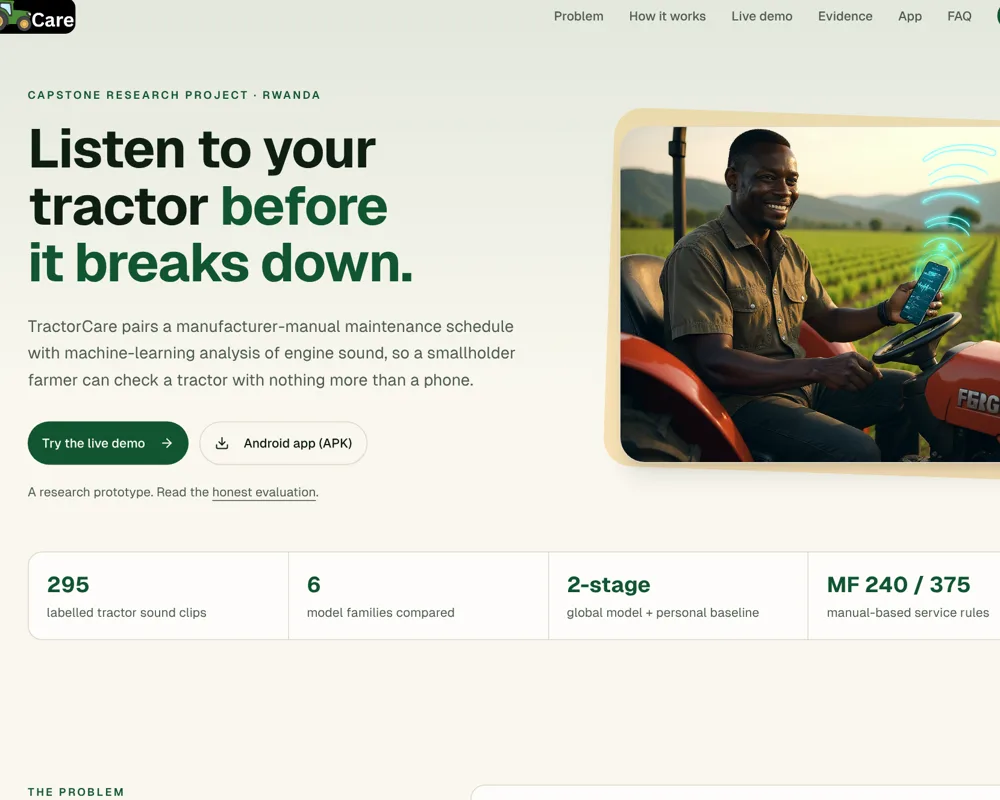 Care
Problem
How it works
Live demo
Evidence
App
FAQ
CAPSTONE RESEARCH PROJECT · RWANDA
Listen to your
tractor before
it breaks down.
TractorCare pairs a manufacturer-manual maintenance schedule
with machine-learning analysis of engine sound, so a smallholder
farmer can check a tractor with nothing more than a phone.
Try the live demo →
Android app (APK)
A research prototype. Read the honest evaluation.
FERG
295
labelled tractor sound clips
6
model families compared
2-stage
global model + personal baseline
MF 240 / 375
manual-based service rules
THE PROBLEM